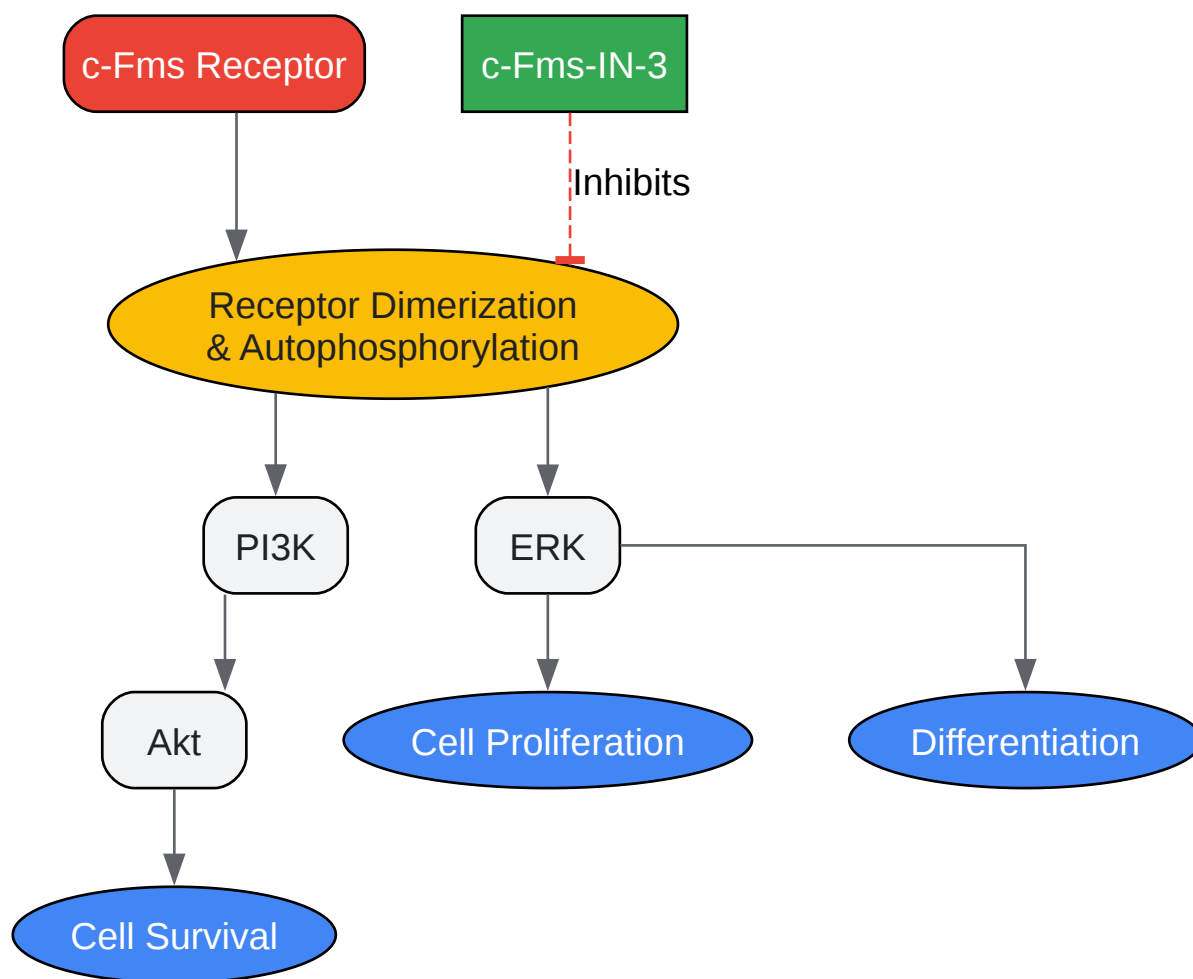 c-Fms Receptor
c-Fms-IN-3
Inhibits
Receptor Dimerization
& Autophosphorylation
PI3K
ERK
Akt
Cell Proliferation
Differentiation
Cell Survival